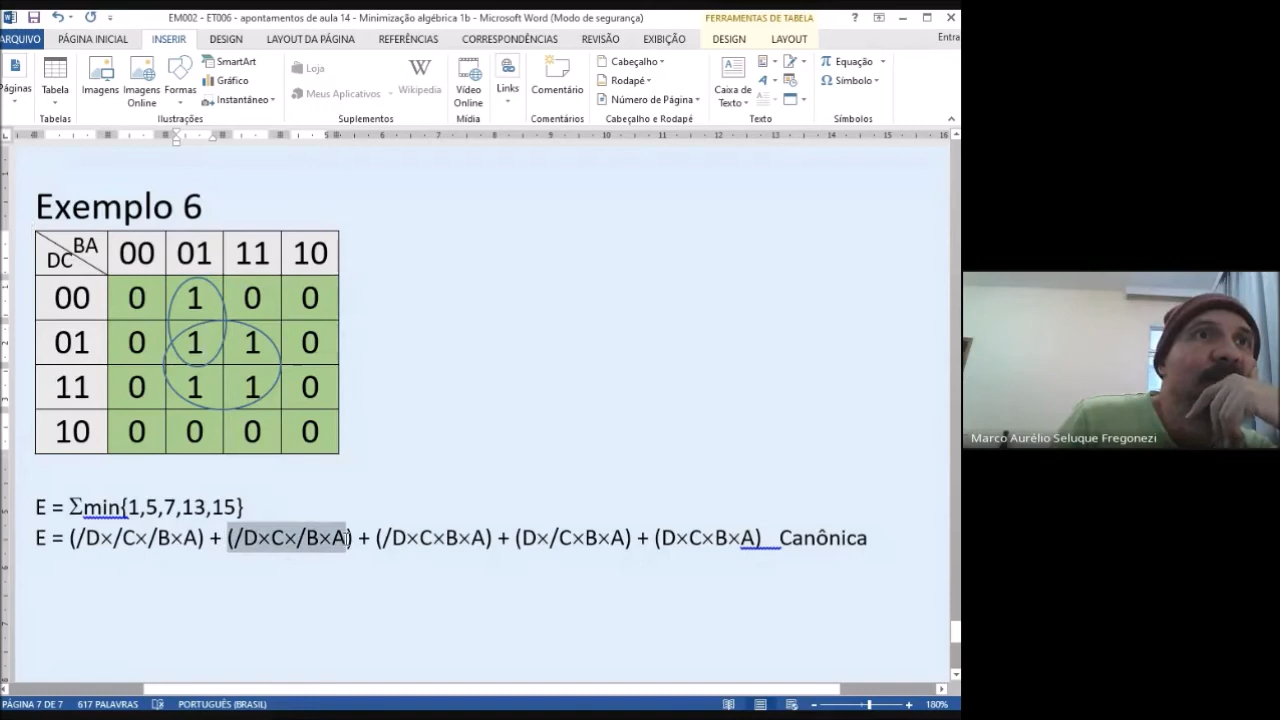 EM002 - ET006 - apontamentos de aula 14 - Minimização algébrica 1b - Microsoft Word (Modo de segurança)
FERRAMENTAS DE TABELA
ARQUIVO PÁGINA INICIAL INSERIR DESIGN LAYOUT DA PÁGINA REFERÊNCIAS CORRESPONDÊNCIAS REVISÃO EXIBIÇÃO DESIGN LAYOUT Entra
Páginas
Tabela
Imagens
Imagens Online
Formas
SmartArt
Gráfico
Instantâneo
Loja
Meus Aplicativos
Wikipedia
Vídeo Online
Links
Comentário
Cabeçalho
Rodapé
Número de Página
Caixa de Texto
Equação
Símbolo
Tabelas Ilustrações Suplementos Mídia Comentários Cabeçalho e Rodapé Texto Símbolos
Exemplo 6
BA DC 00 01 11 10
00 0 1 0 0
01 0 1 1 0
11 0 1 1 0
10 0 0 0 0
E = Σmin{1,5,7,13,15}
E = (/D×/C×/B×A) + (/D×C×/B×A) + (/D×C×B×A) + (D×/C×B×A) + (D×C×B×A) Canônica
Marco Aurélio Seluque Fregonezi
PÁGINA 7 DE 7 617 PALAVRAS PORTUGUÊS (BRASIL) 180%